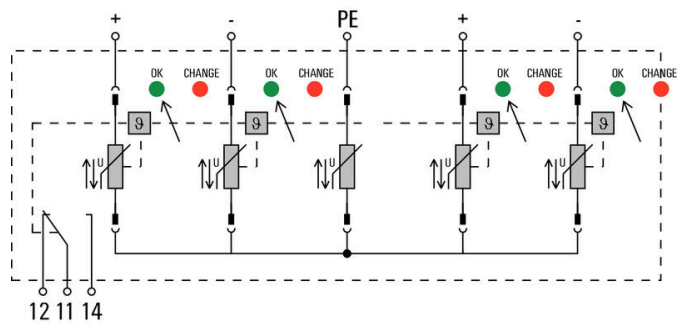 + - PE + -
OK CHANGE OK CHANGE OK CHANGE OK CHANGE
ϑ ϑ ϑ ϑ
U U U U U
12 11 14